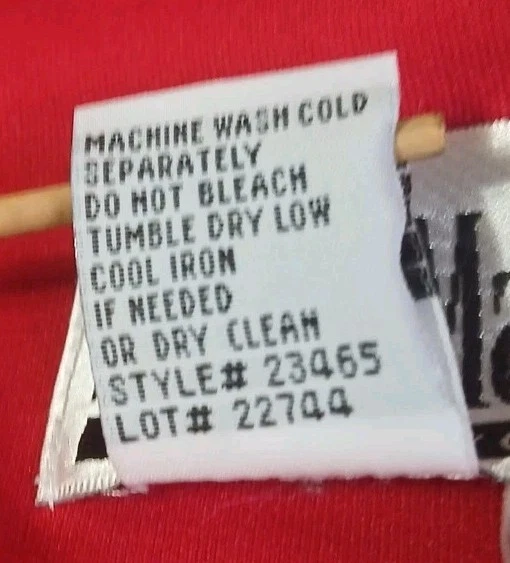 MACHINE WASH COLD
SEPARATELY
DO NOT BLEACH
TUMBLE DRY LOW
COOL IRON
IF NEEDED
OR DRY CLEAN
STYLE# 23465
LOT# 22744